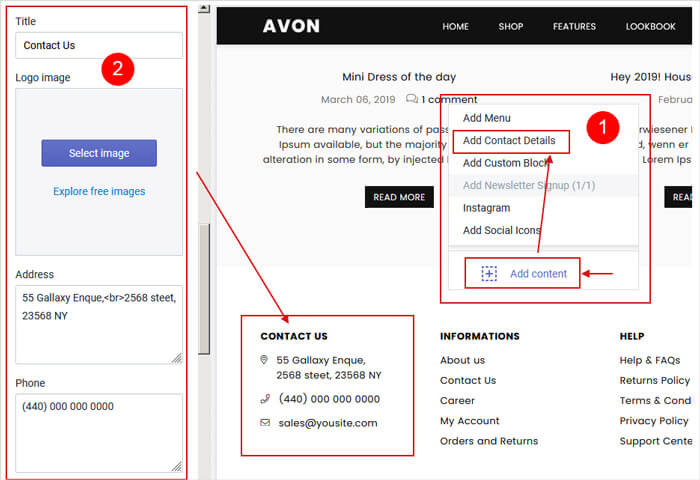 Title
Contact Us
2
Logo image
Select image
Explore free images
Address
55 Gallaxy Enque,<br>2568 steet,
23568 NY
Phone
(440) 000 000 0000
AVON
HOME SHOP FEATURES LOOKBOOK
Mini Dress of the day
March 06, 2019 1 comment
There are many variations of pass
Ipsum available, but the majority
alteration in some form, by injected
READ MORE
Hey 2019! Hous
Februa
rwiesener
d, wenn er
Lorem Ips
READ
Add Menu
Add Contact Details
Add Custom Block
Add Newsletter Signup (1/1)
Instagram
Add Social Icons
1
Add content
CONTACT US
55 Gallaxy Enque,
2568 steet, 23568 NY
(440) 000 000 0000
sales@yousite.com
INFORMATIONS
About us
Contact Us
Career
My Account
Orders and Returns
HELP
Help & FAQs
Returns Policy
Terms & Cond
Privacy Policy
Support Cente